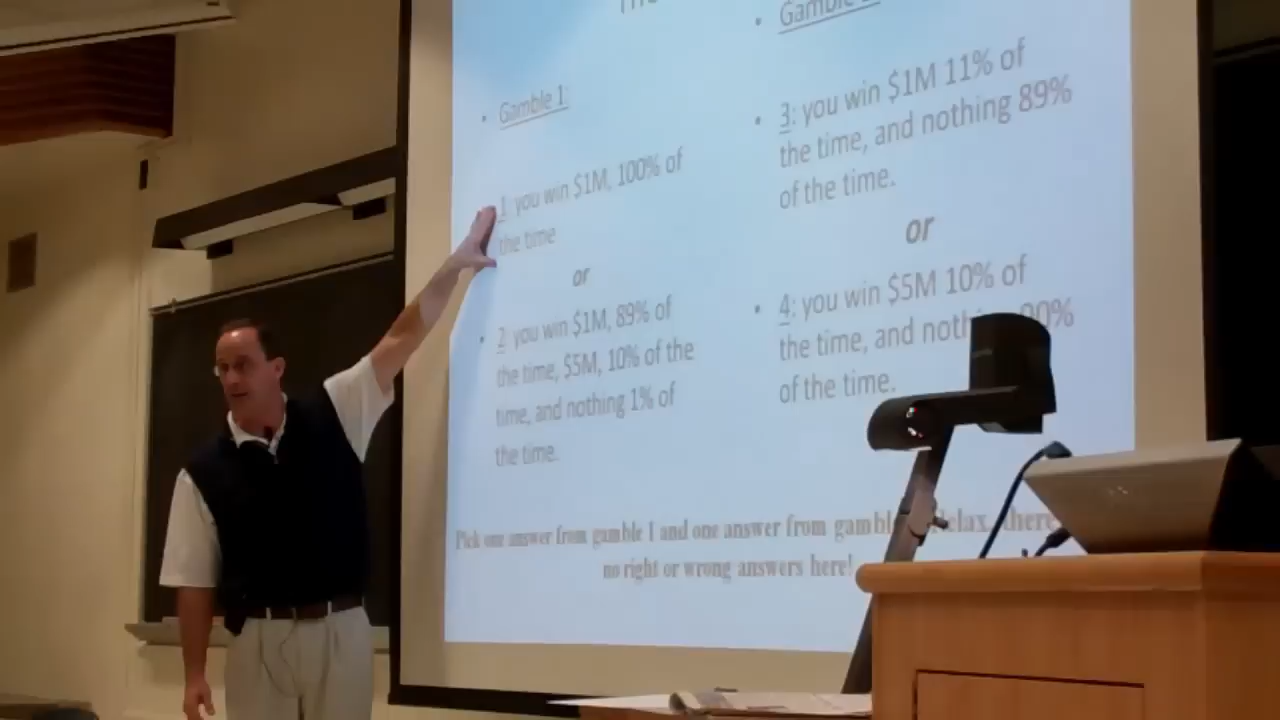 Gamble 1:
1: you win $1M, 100% of
the time
or
2: you win $1M, 89% of
the time, $5M, 10% of the
time, and nothing 1% of
the time.
Gamble
3: you win $1M 11% of
the time, and nothing 89%
of the time.
or
4: you win $5M 10% of
the time, and 90%
of the time.
Pick one answer from gamble 1 and one answer from
no right or wrong answers here!